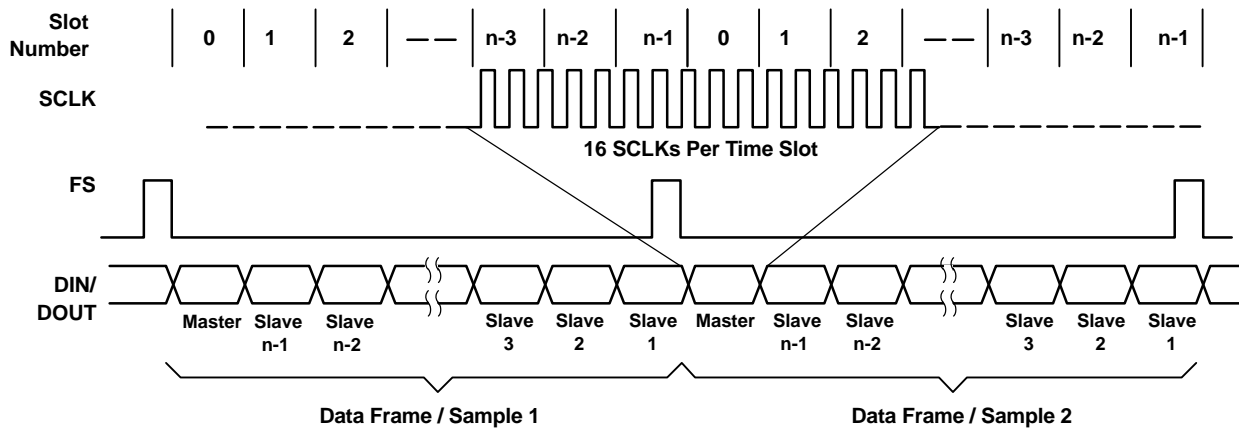 Slot
Number
0 1 2 n-3 n-2 n-1 0 1 2 n-3 n-2 n-1
SCLK
16 SCLKs Per Time Slot
FS
DIN/
DOUT
Master Slave Slave Slave Slave Slave Master Slave Slave Slave Slave Slave
n-1 n-2 3 2 1 n-1 n-2 3 2 1
Data Frame / Sample 1 Data Frame / Sample 2